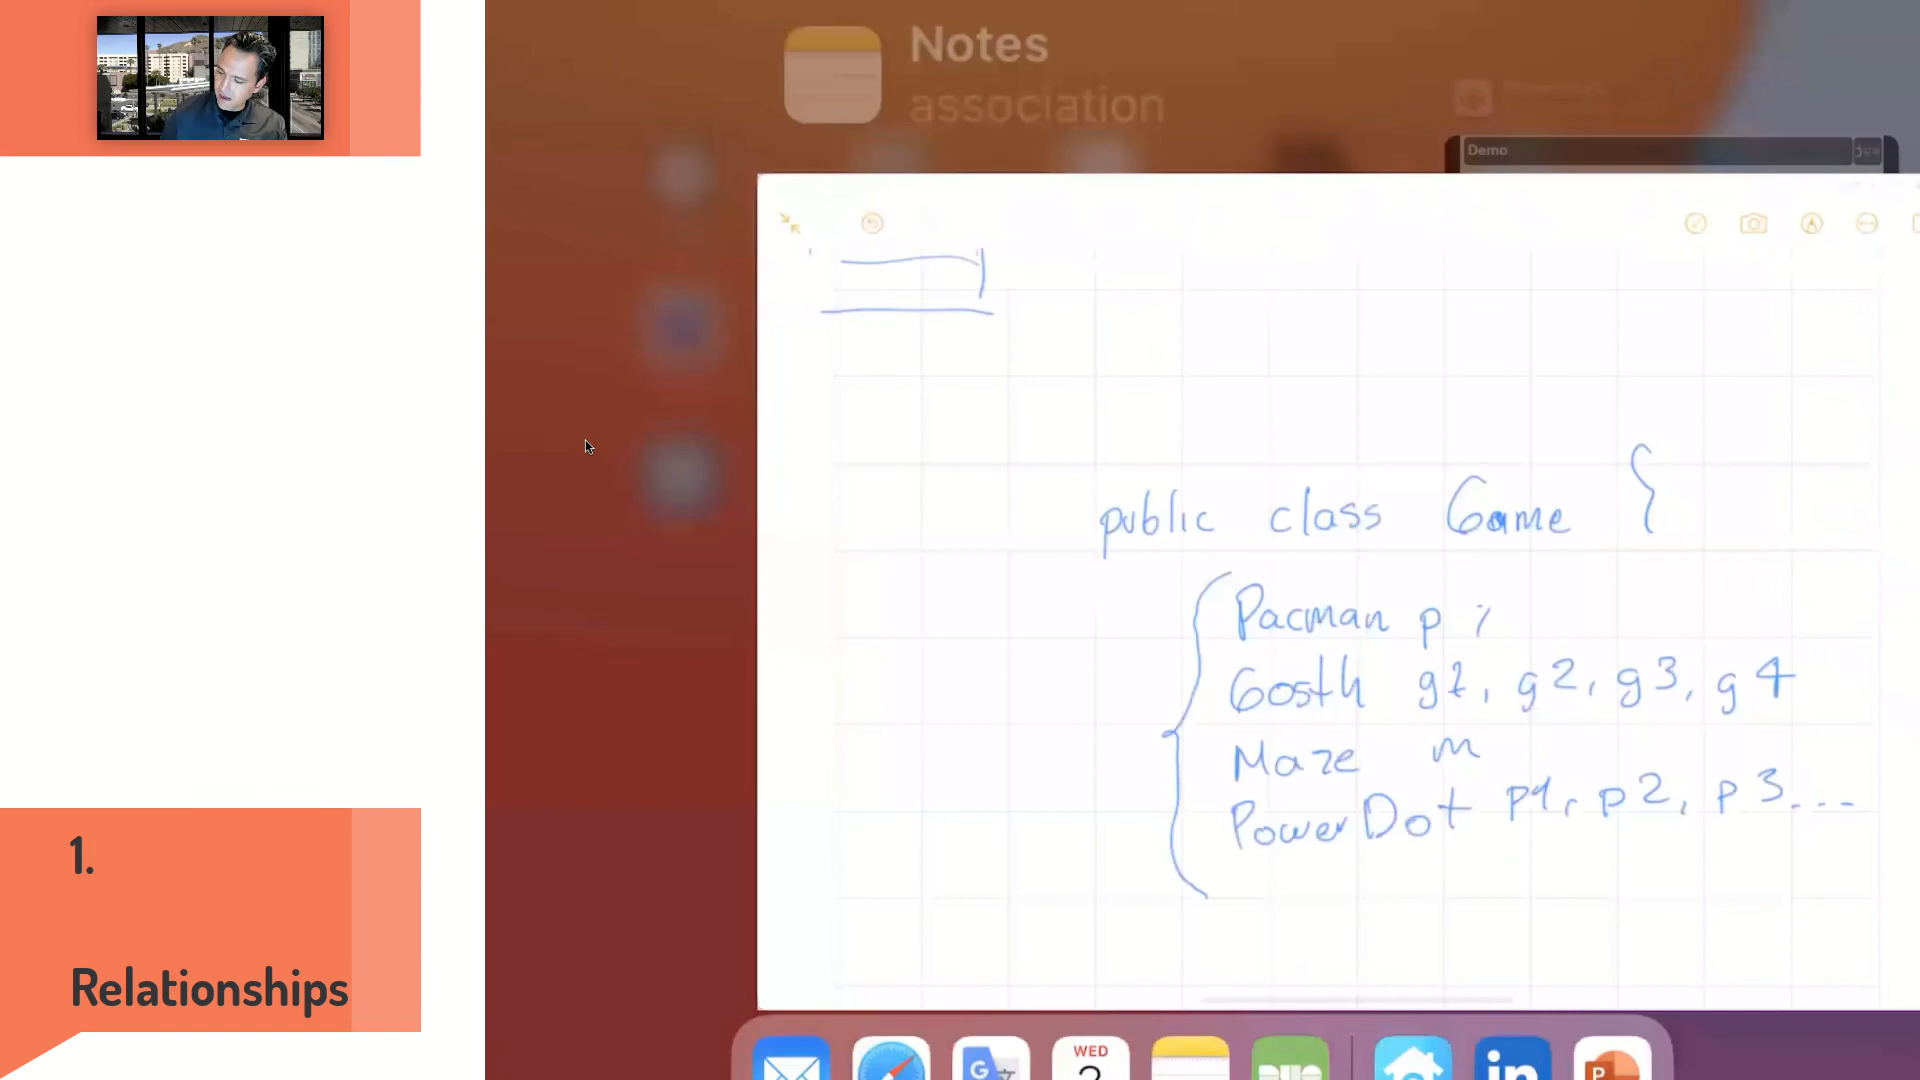 Notes
association
Demo
public class Game {
Pacman p ;
Gosth g1, g2, g3, g4
Maze m
PowerDot p1, p2, p3...
1.
Relationships
WED
in
P